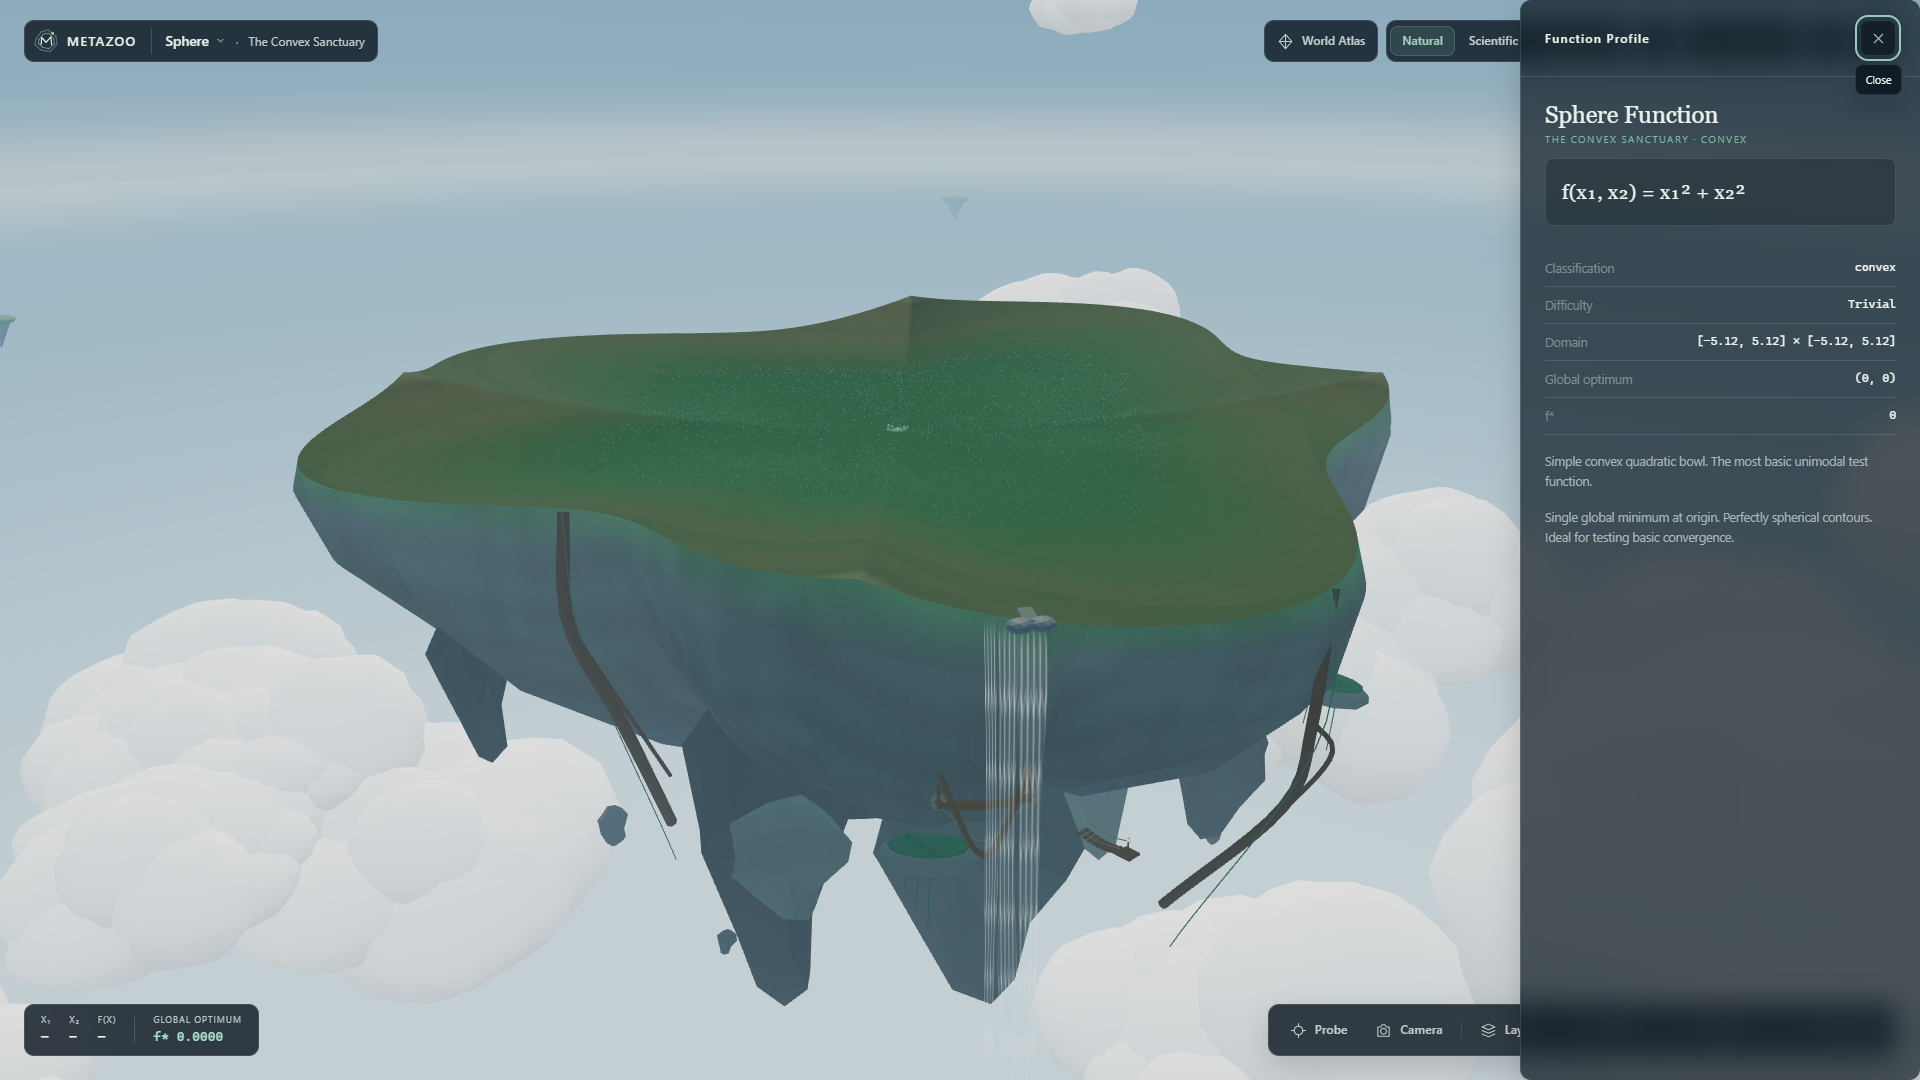 METAZOO
Sphere · The Convex Sanctuary
World Atlas
Natural
Scientific
Function Profile
Close
Sphere Function
THE CONVEX SANCTUARY · CONVEX
f(x₁, x₂) = x₁² + x₂²
Classification convex
Difficulty Trivial
Domain [−5.12, 5.12] × [−5.12, 5.12]
Global optimum (0, 0)
f* 0
Simple convex quadratic bowl. The most basic unimodal test
function.
Single global minimum at origin. Perfectly spherical contours.
Ideal for testing basic convergence.
X₁ X₂ F(X) GLOBAL OPTIMUM
— — — f* 0.0000
Probe
Camera
Lay